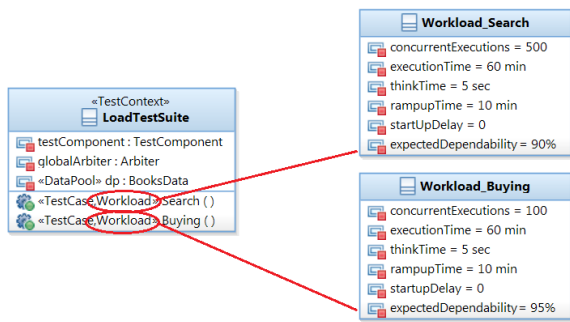 «TestContext»
LoadTestSuite
testComponent : TestComponent
globalArbiter : Arbiter
«DataPool» dp : BooksData
«TestCase,Workload» Search ( )
«TestCase,Workload» Buying ( )
Workload_Search
concurrentExecutions = 500
executionTime = 60 min
thinkTime = 5 sec
rampupTime = 10 min
startUpDelay = 0
expectedDependability = 90%
Workload_Buying
concurrentExecutions = 100
executionTime = 60 min
thinkTime = 5 sec
rampupTime = 10 min
startupDelay = 0
expectedDependability = 95%